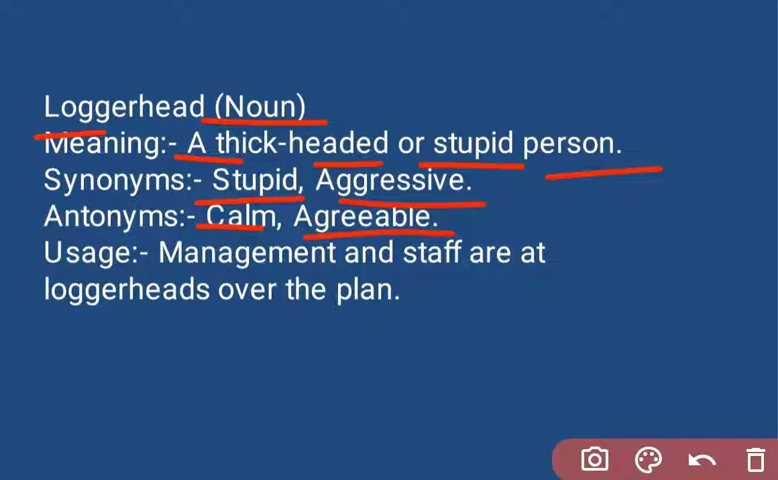 Loggerhead (Noun)
Meaning:- A thick-headed or stupid person.
Synonyms:- Stupid, Aggressive.
Antonyms:- Calm, Agreeable.
Usage:- Management and staff are at
loggerheads over the plan.